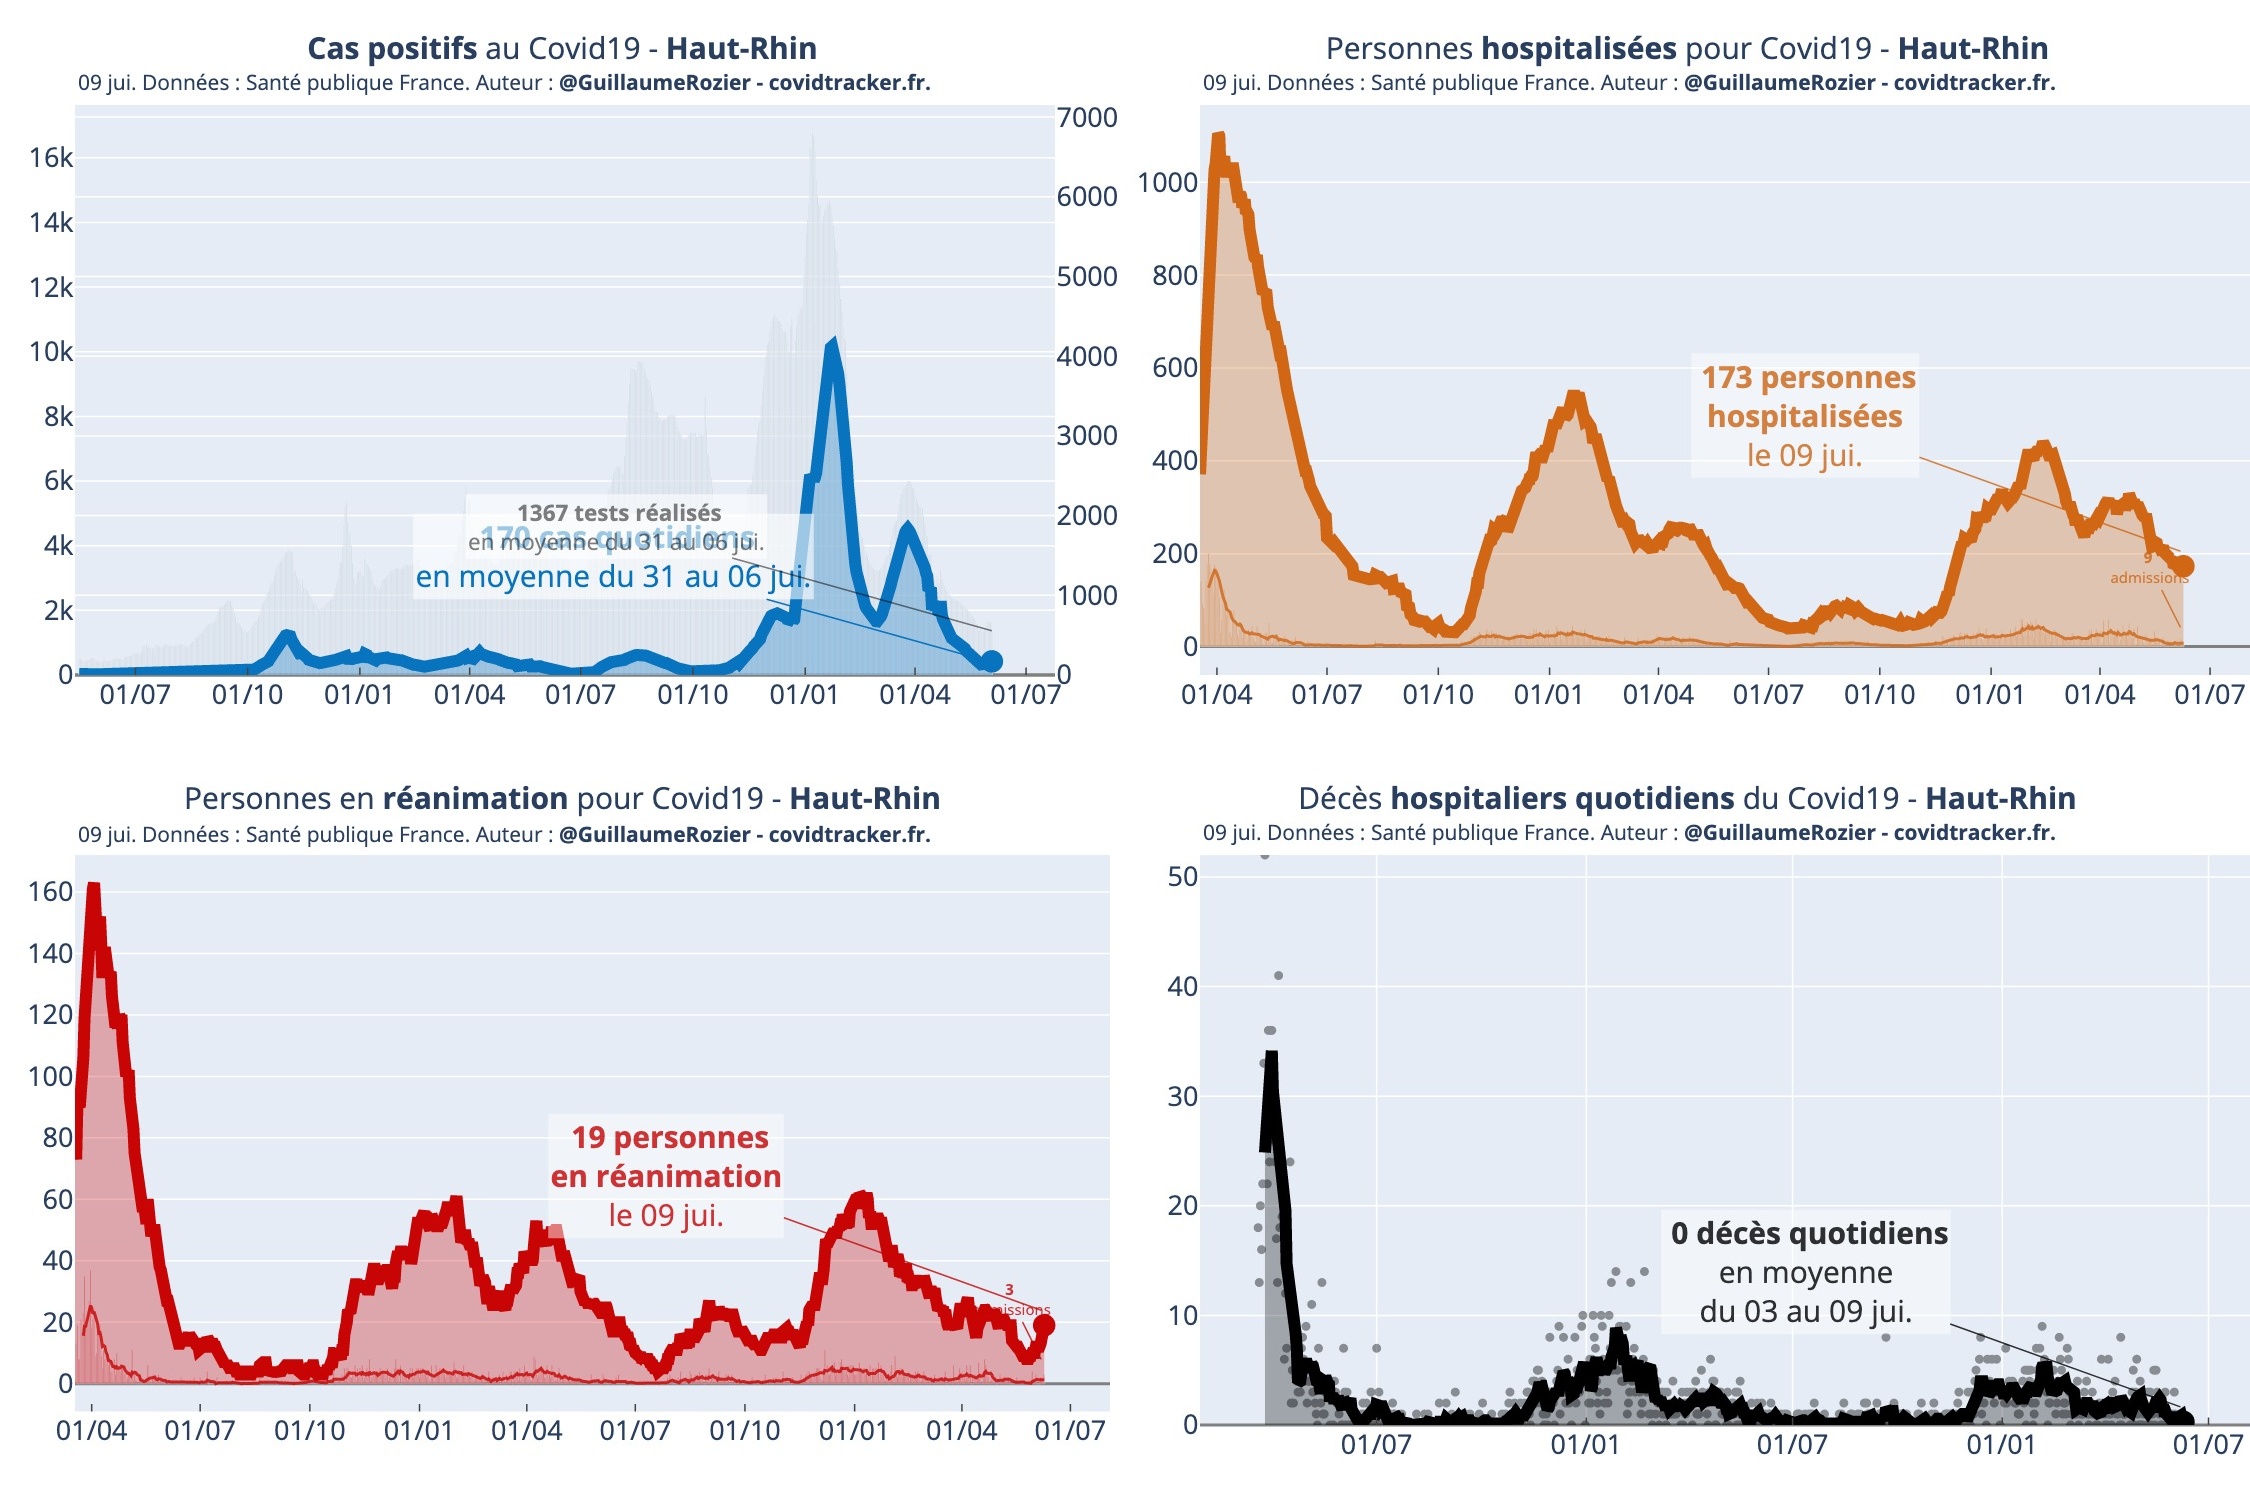 Cas positifs au Covid19 - Haut-Rhin
09 jui. Données : Santé publique France. Auteur : @GuillaumeRozier - covidtracker.fr.
7000
16k
6000
14k
5000
12k
10k
4000
8k
3000
6k
2000
4k
1000
2k
0
0
1367 tests réalisés
170 cas quotidiens
en moyenne du 31 au 06 jui.
en moyenne du 31 au 06 jui.
01/07 01/10 01/01 01/04 01/07 01/10 01/01 01/04 01/07
Personnes hospitalisées pour Covid19 - Haut-Rhin
09 jui. Données : Santé publique France. Auteur : @GuillaumeRozier - covidtracker.fr.
1000
800
600
400
200
0
173 personnes
hospitalisées
le 09 jui.
9
admissions
01/04 01/07 01/10 01/01 01/04 01/07 01/10 01/01 01/04 01/07
Personnes en réanimation pour Covid19 - Haut-Rhin
09 jui. Données : Santé publique France. Auteur : @GuillaumeRozier - covidtracker.fr.
160
140
120
100
80
60
40
20
0
19 personnes
en réanimation
le 09 jui.
3
01/04 01/07 01/10 01/01 01/04 01/07 01/10 01/01 01/04 01/07
Décès hospitaliers quotidiens du Covid19 - Haut-Rhin
09 jui. Données : Santé publique France. Auteur : @GuillaumeRozier - covidtracker.fr.
50
40
30
20
10
0
0 décès quotidiens
en moyenne
du 03 au 09 jui.
01/07 01/01 01/07 01/01 01/07